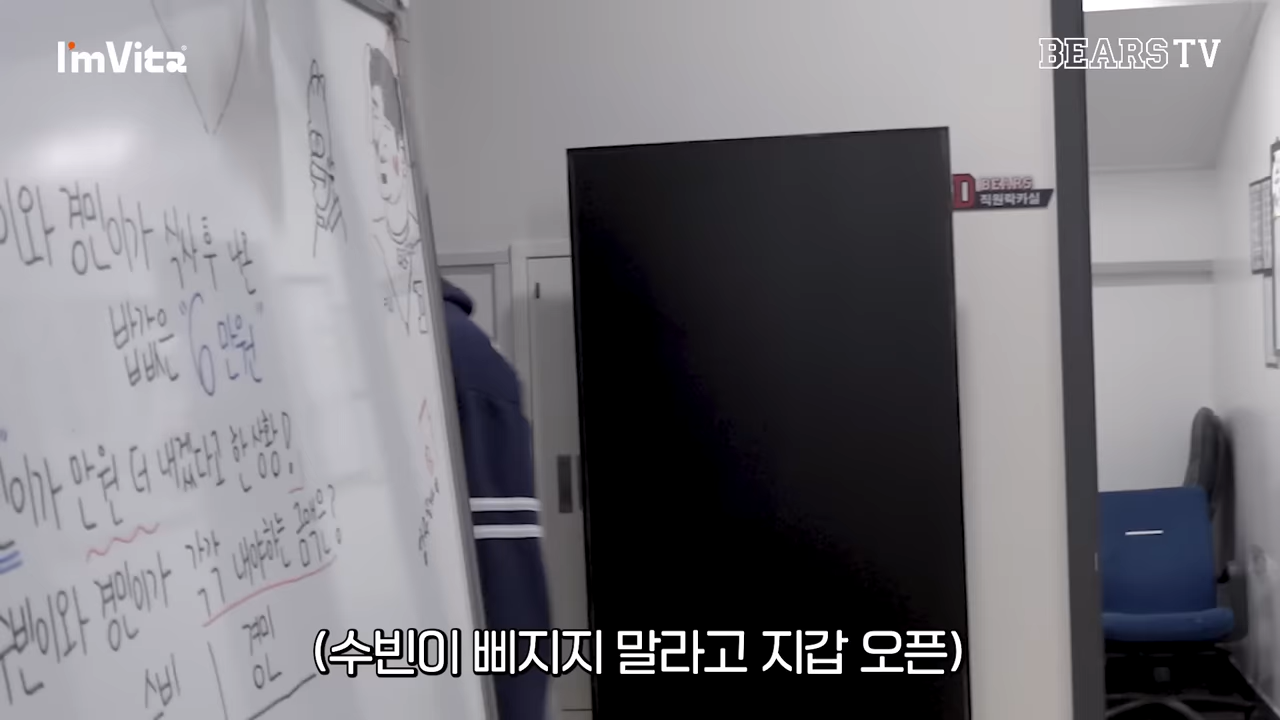 I'mVita
BEARS TV
이와 경민이가 식사 후 낸
밥값은 "6만원"
이가 만원 더 내겠다고 한 상황!
수빈이와 경민이가 각각 내야하는 금액은?
수빈 경민
BEARS
직원락카실
(수빈이 삐지지 말라고 지갑 오픈)